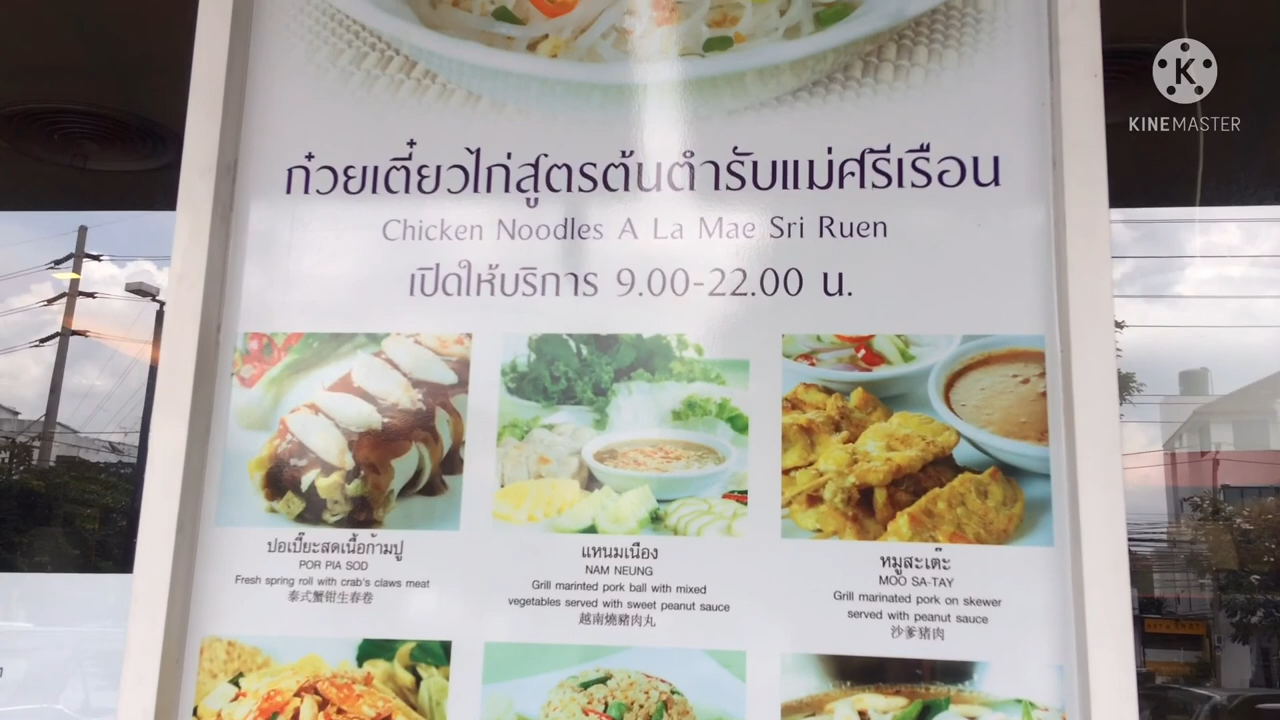 KINEMASTER
ก๋วยเตี๋ยวไก่สูตรต้นตำรับแม่ศรีเรือน
Chicken Noodles A La Mae Sri Ruen
เปิดให้บริการ 9.00-22.00 น.
ปอเปี๊ยะสดเนื้อก้ามปู
POR PIA SOD
Fresh spring roll with crab's claws meat
泰式蟹钳生春卷
แหนมเนือง
NAM NEUNG
Grill marinted pork ball with mixed
vegetables served with sweet peanut sauce
越南燒豬肉丸
หมูสะเต๊ะ
MOO SA-TAY
Grill marinated pork on skewer
served with peanut sauce
沙爹猪肉